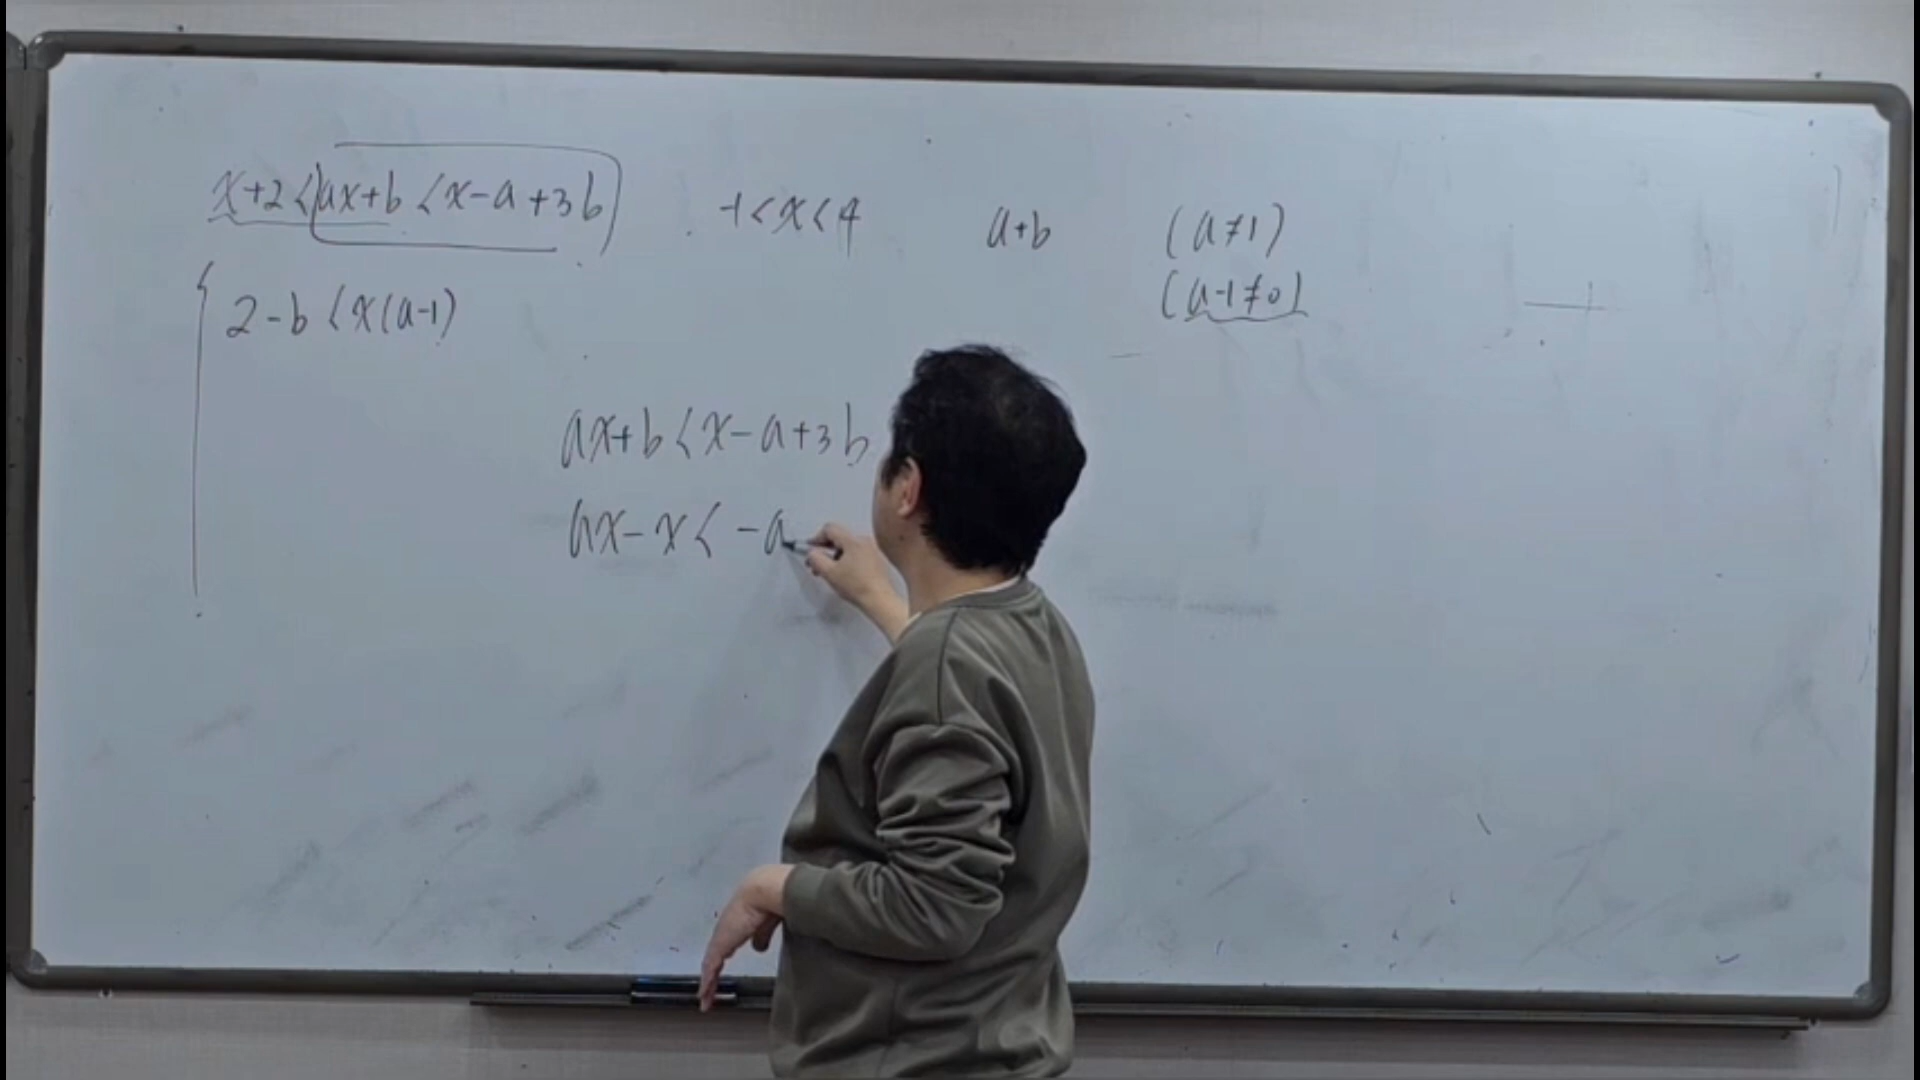 x+2<ax+b<x-a+3b
-1<x<4
a+b
(a≠1)
(a-1≠0)
2-b<x(a-1)
ax+b<x-a+3b
ax-x<-a